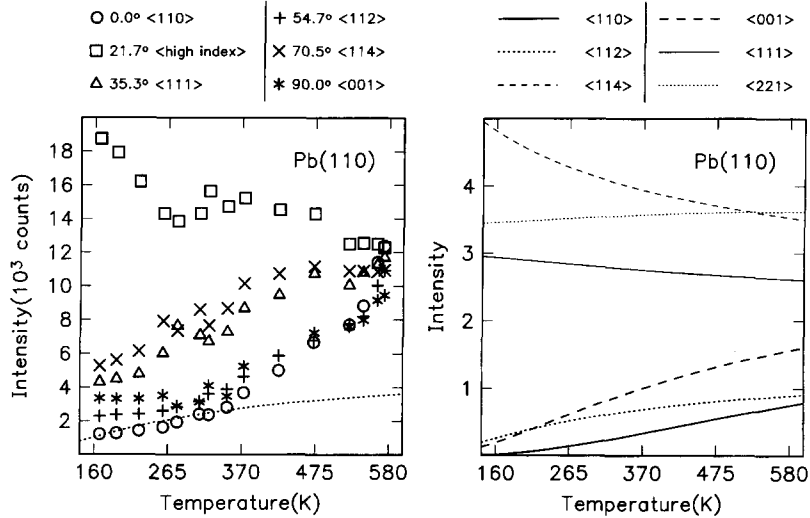 0.0° <110>
21.7° <high index>
35.3° <111>
54.7° <112>
70.5° <114>
90.0° <001>
Intensity(10³ counts)
Pb(110)
18
16
14
12
10
8
6
4
2
160 265 370 475 580
Temperature(K)
<110>
<112>
<114>
<001>
<111>
<221>
Intensity
Pb(110)
4
3
2
1
160 265 370 475 580
Temperature(K)